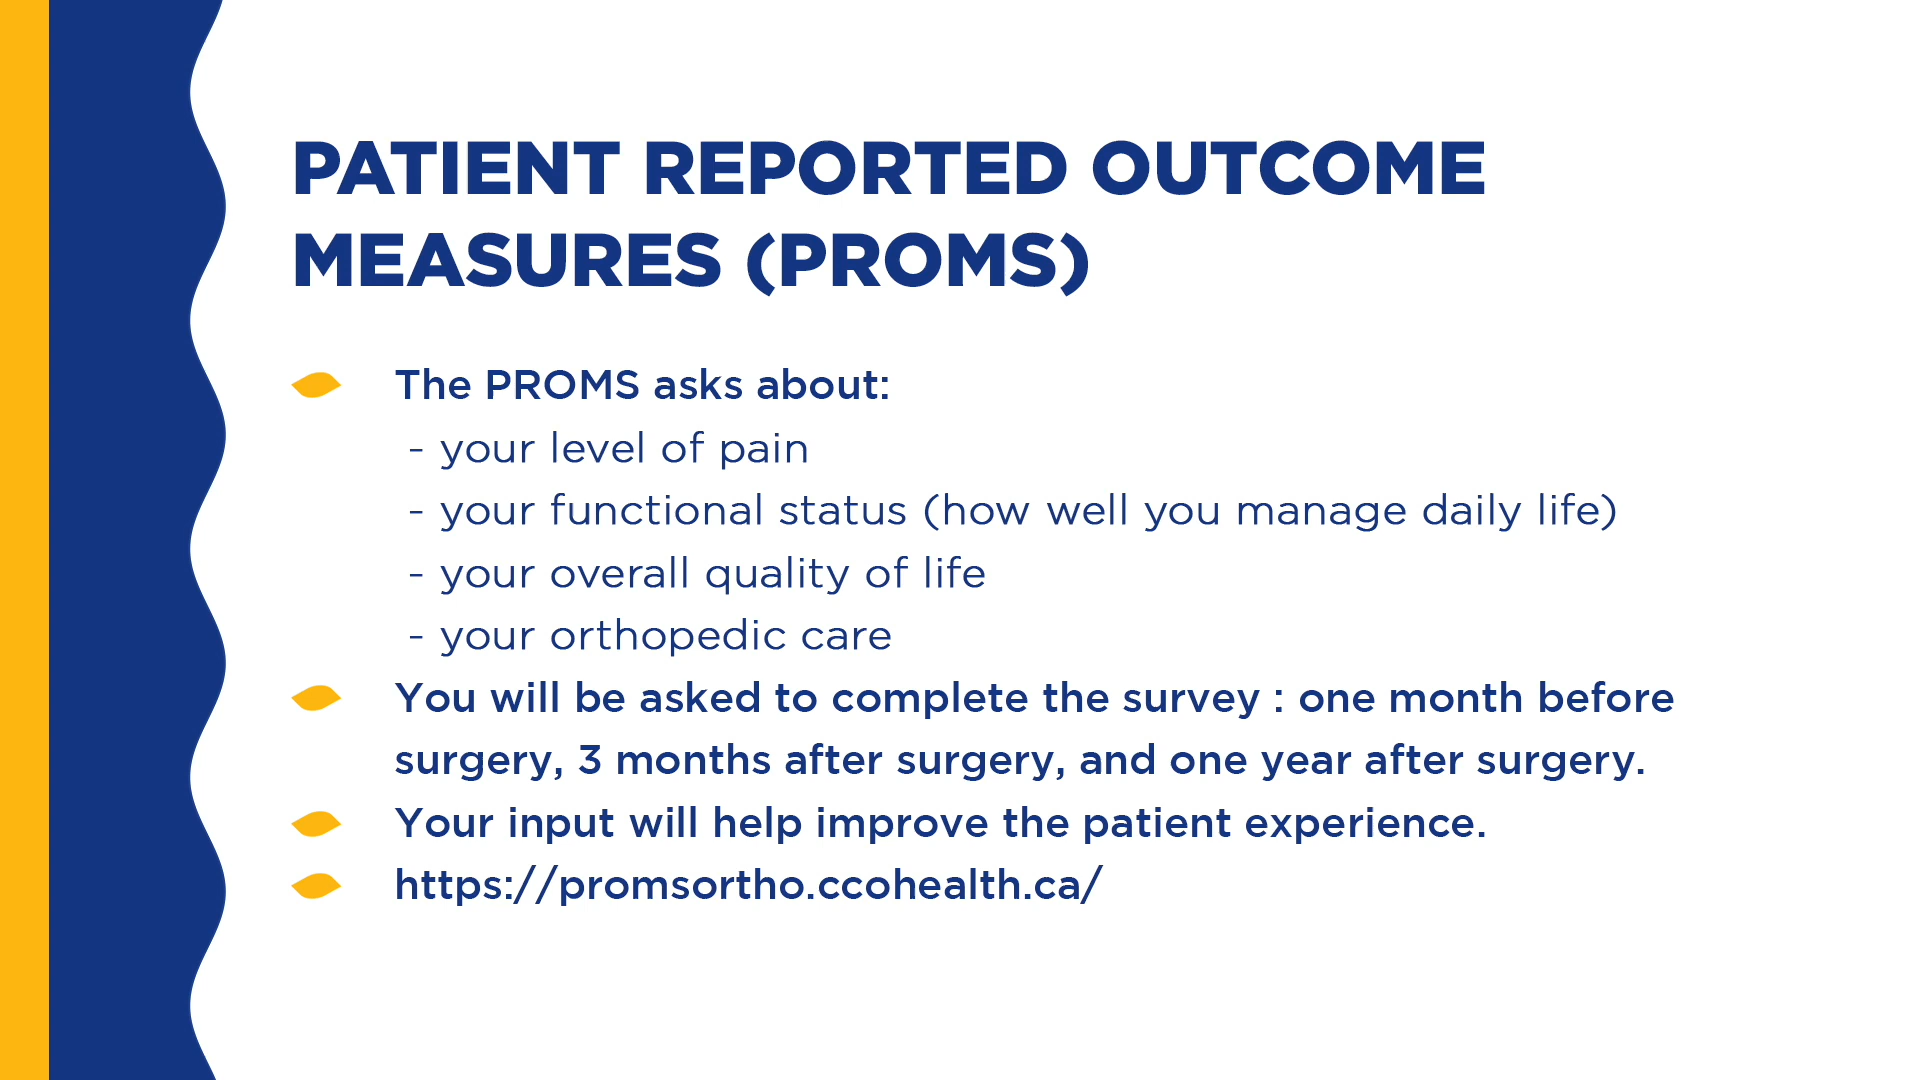 PATIENT REPORTED OUTCOME
MEASURES (PROMS)
The PROMS asks about:
- your level of pain
- your functional status (how well you manage daily life)
- your overall quality of life
- your orthopedic care
You will be asked to complete the survey : one month before
surgery, 3 months after surgery, and one year after surgery.
Your input will help improve the patient experience.
https://promsortho.ccohealth.ca/